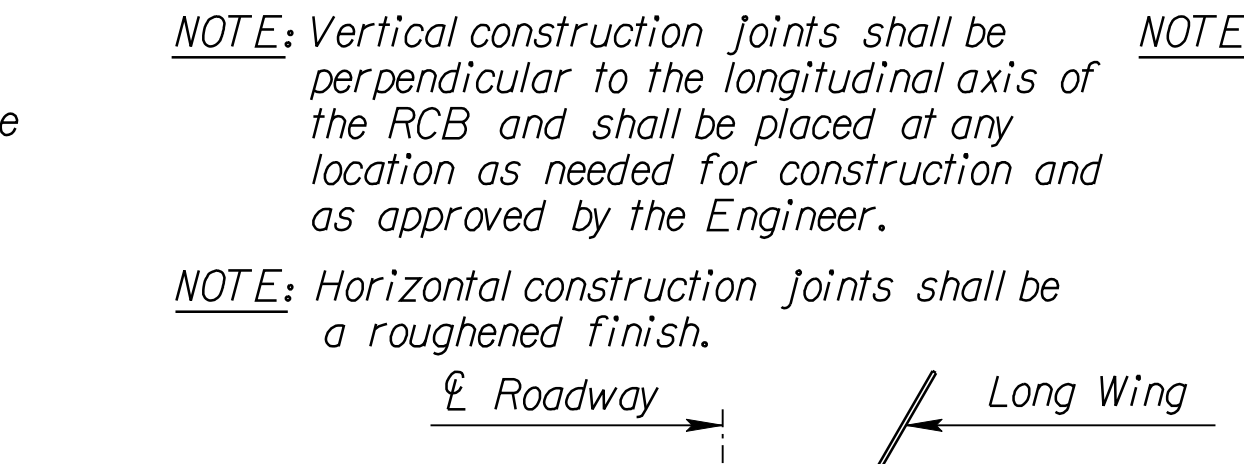 NOTE: Vertical construction joints shall be
perpendicular to the longitudinal axis of
the RCB and shall be placed at any
location as needed for construction and
as approved by the Engineer.
NOTE: Horizontal construction joints shall be
a roughened finish.
℄ Roadway
Long Wing
NOTE
e